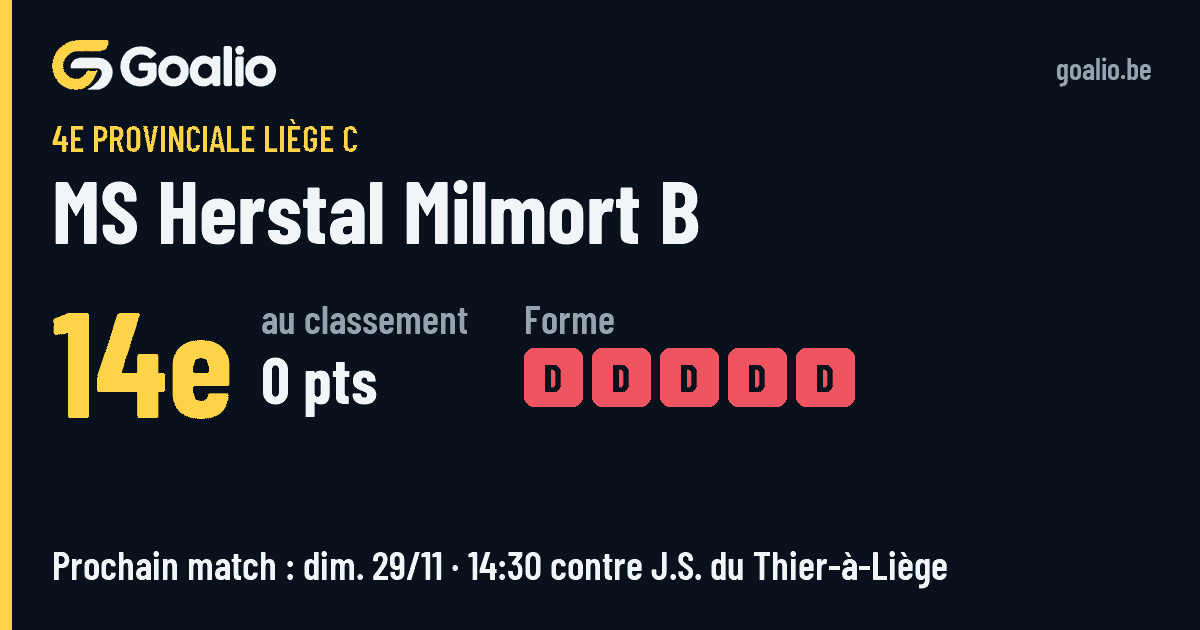 Goalio
goalio.be
4E PROVINCIALE LIÈGE C
MS Herstal Milmort B
14e
au classement
0 pts
Forme
D D D D D
Prochain match : dim. 29/11 · 14:30 contre J.S. du Thier-à-Liège